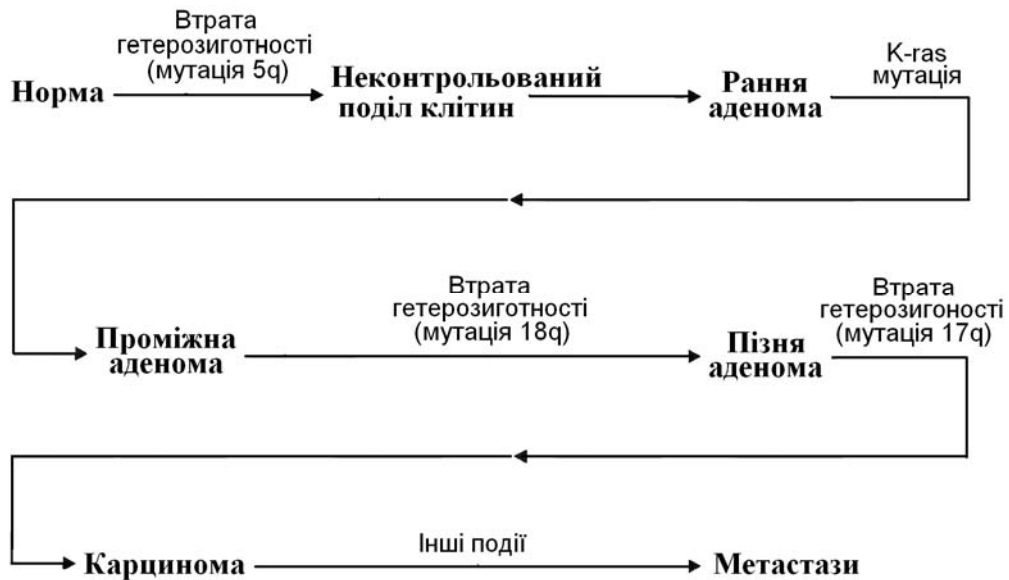 Втрата
гетерозиготності
(мутація 5q)
K-ras
мутація
Норма
Неконтрольований
поділ клітин
Рання
аденома
Втрата
гетерозиготності
(мутація 18q)
Втрата
гетерозигоності
(мутація 17q)
Проміжна
аденома
Пізня
аденома
Інші події
Карцинома
Метастази